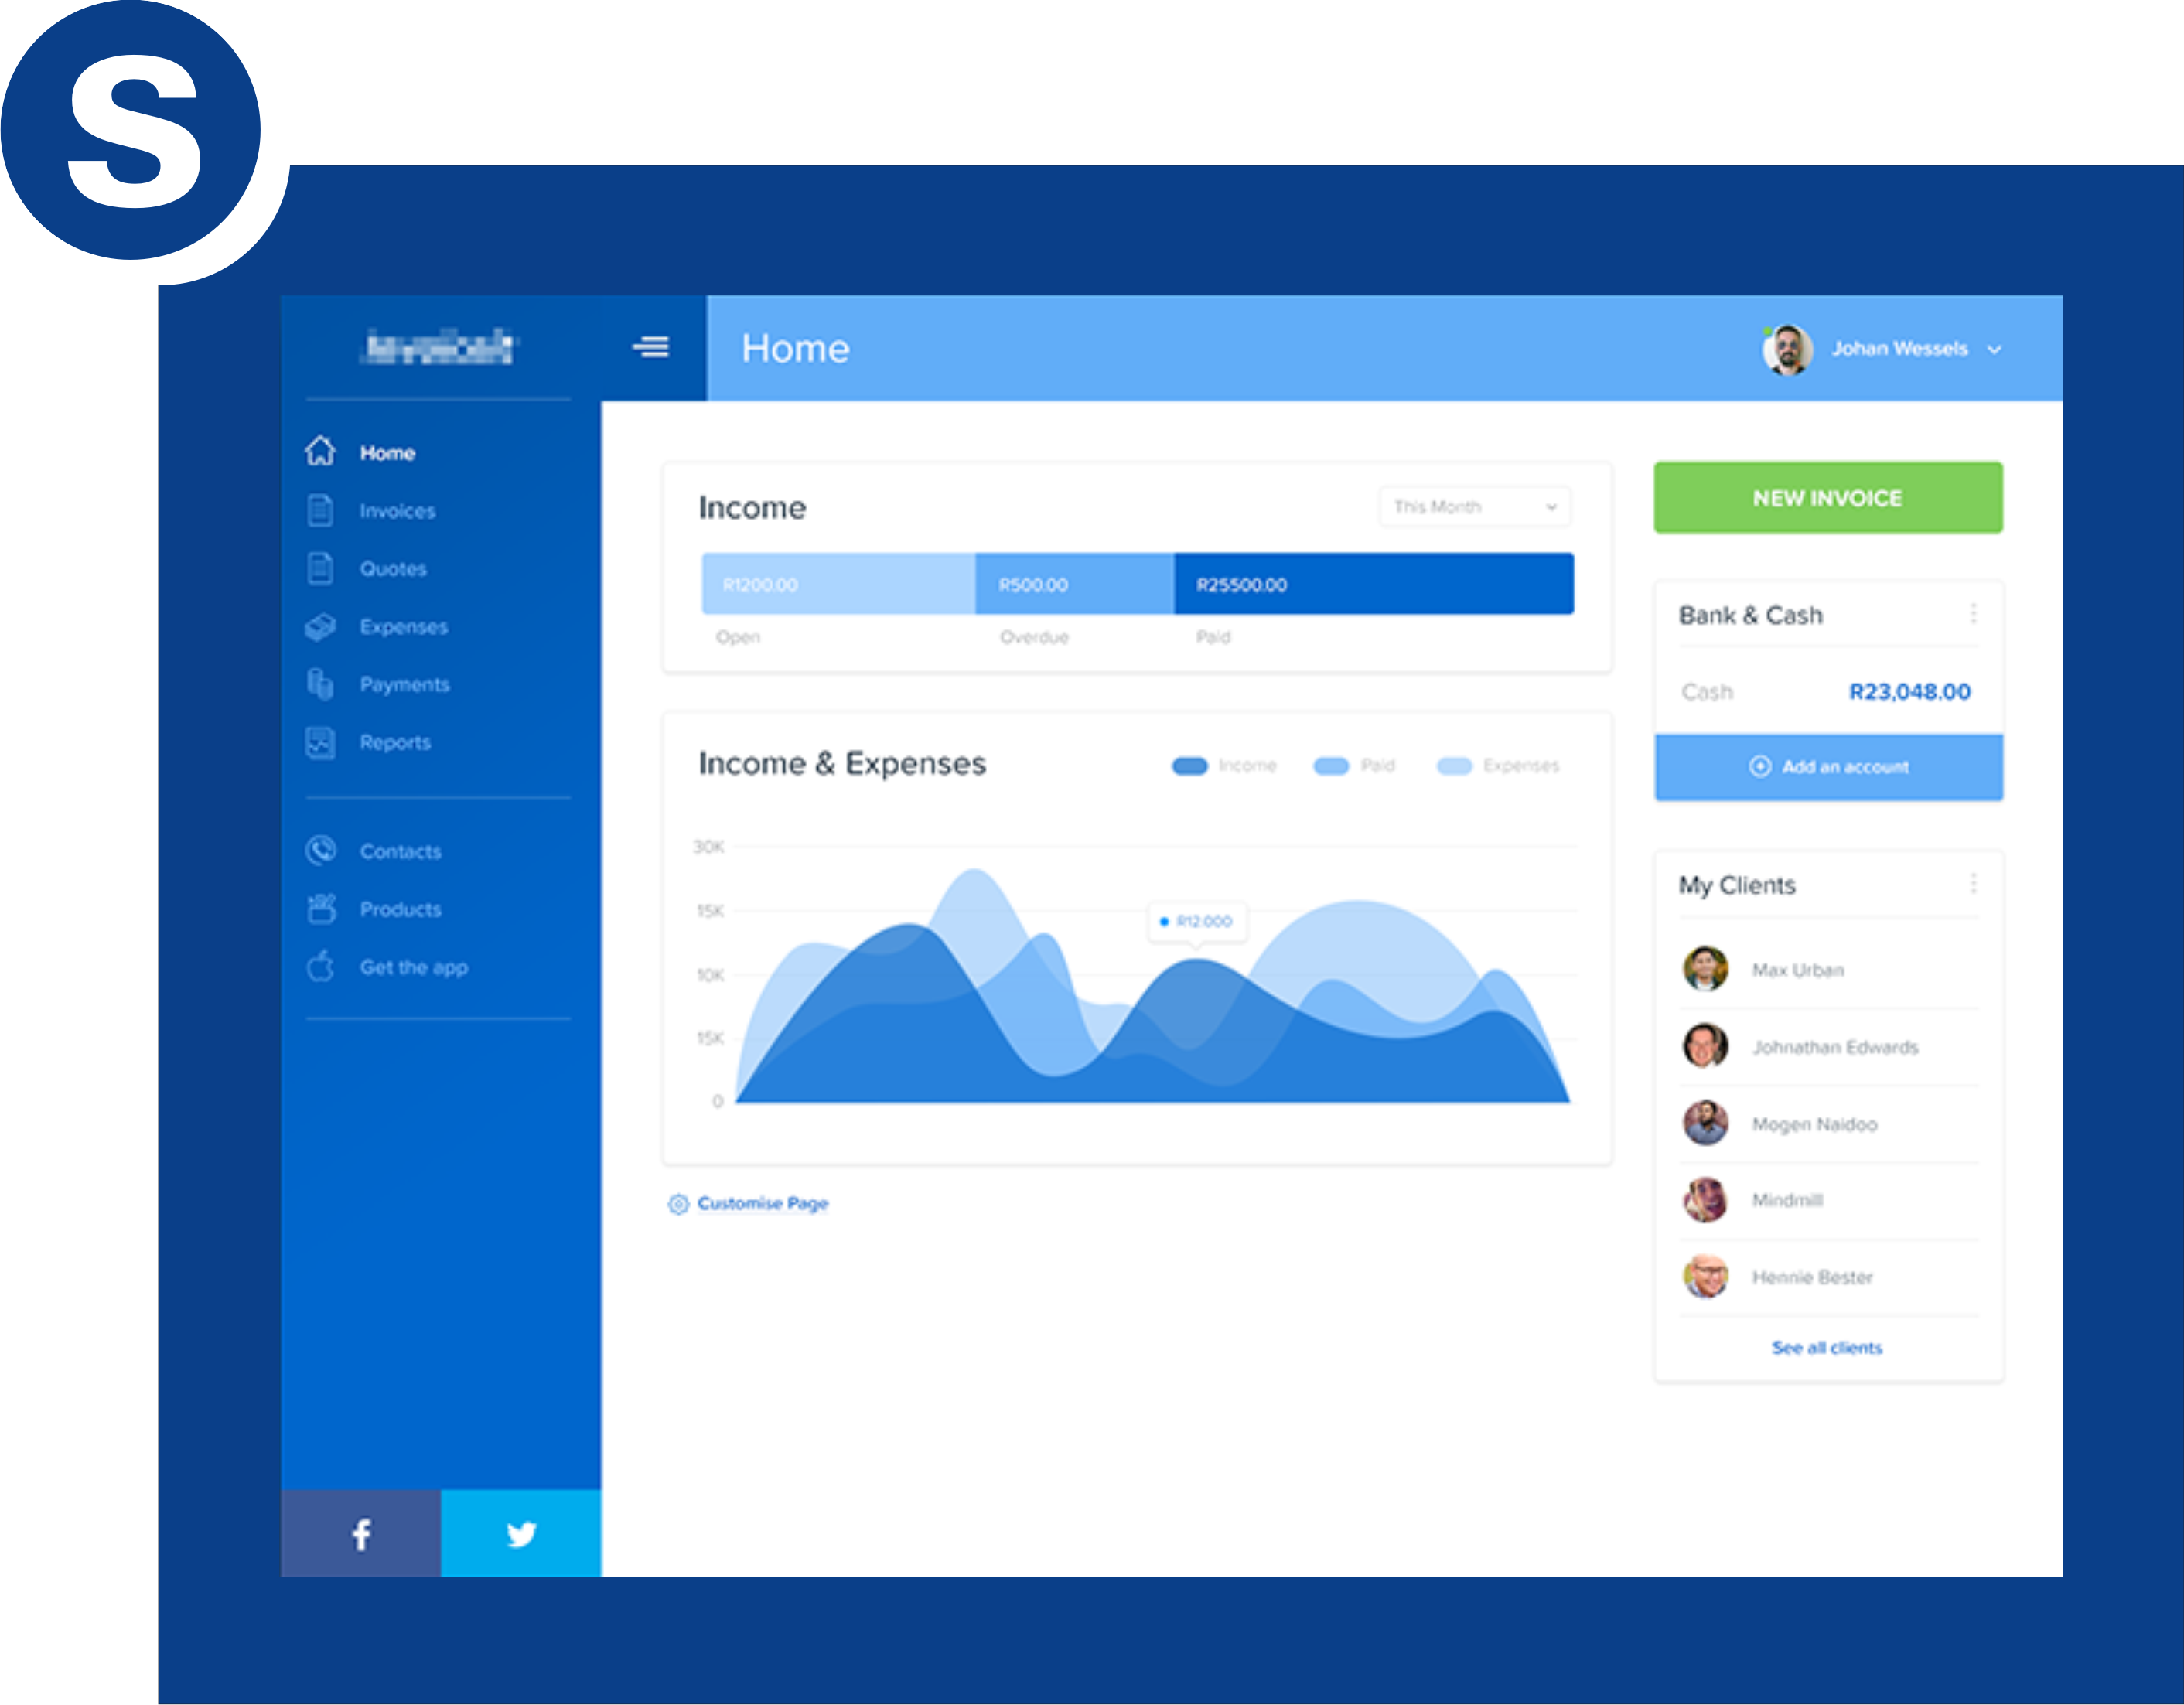 S
Home
Johan Wessels
Home
Invoices
Quotes
Expenses
Payments
Reports
Contacts
Products
Get the app
Income
This Month
R1200.00
R500.00
R25500.00
Open
Overdue
Paid
Income & Expenses
Income
Paid
Expenses
30K
15K
10K
15K
0
R12.000
Customise Page
NEW INVOICE
Bank & Cash
Cash
R23,048.00
Add an account
My Clients
Max Urban
Johnathan Edwards
Mogen Naidoo
Mindmill
Hennie Bester
See all clients
f